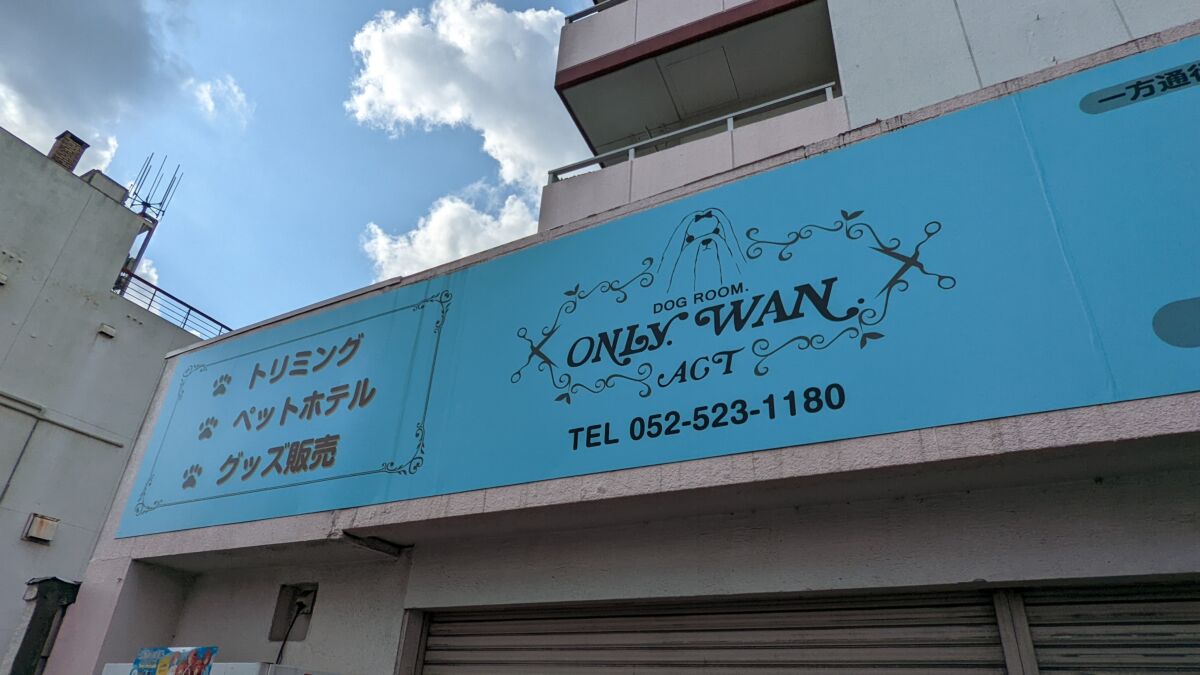 トリミング
ペットホテル
グッズ販売
DOG ROOM.
ONLY. WAN.
ACT
TEL 052-523-1180
一方通行